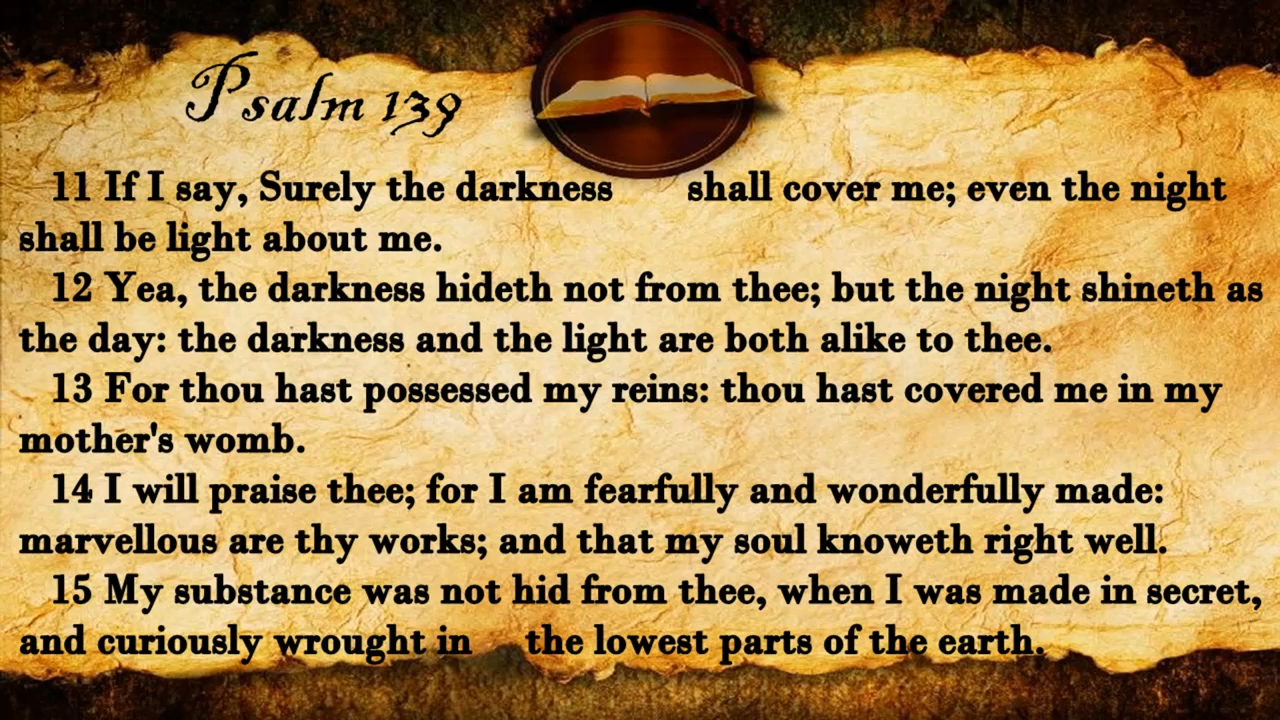 Psalm 139
11 If I say, Surely the darkness shall cover me; even the night
shall be light about me.
12 Yea, the darkness hideth not from thee; but the night shineth as
the day: the darkness and the light are both alike to thee.
13 For thou hast possessed my reins: thou hast covered me in my
mother's womb.
14 I will praise thee; for I am fearfully and wonderfully made:
marvellous are thy works; and that my soul knoweth right well.
15 My substance was not hid from thee, when I was made in secret,
and curiously wrought in the lowest parts of the earth.